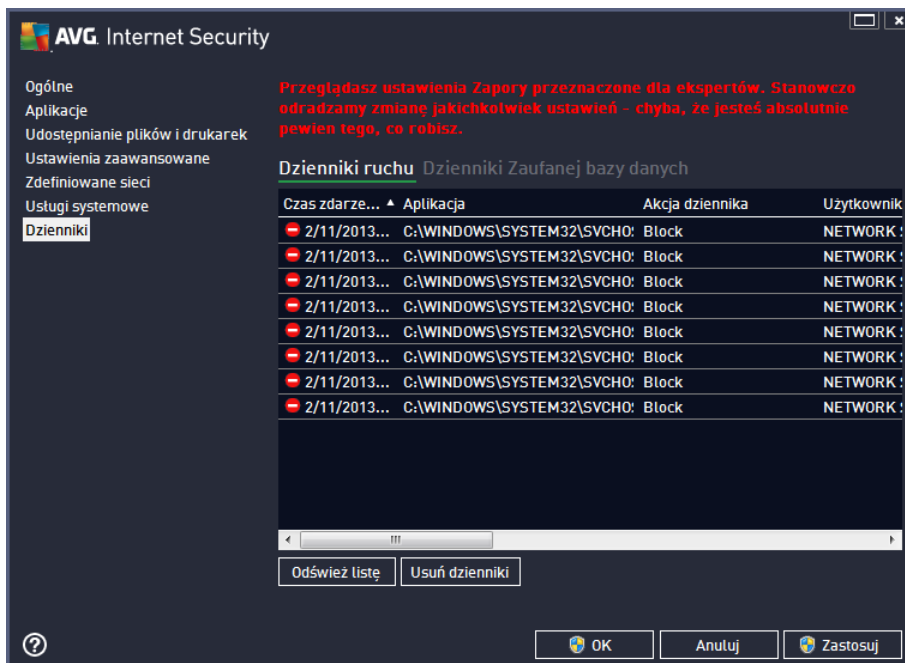 AVG. Internet Security
Ogólne
Aplikacje
Udostępnianie plików i drukarek
Ustawienia zaawansowane
Zdefiniowane sieci
Usługi systemowe
Dzienniki
Przeglądasz ustawienia Zapory przeznaczone dla ekspertów. Stanowczo
odradzamy zmianę jakichkolwiek ustawień - chyba, że jesteś absolutnie
pewien tego, co robisz.
Dzienniki ruchu Dzienniki Zaufanej bazy danych
Czas zdarze... Aplikacja Akcja dziennika Użytkownik
2/11/2013... C:\WINDOWS\SYSTEM32\SVCHO Block NETWORK
2/11/2013... C:\WINDOWS\SYSTEM32\SVCHO Block NETWORK
2/11/2013... C:\WINDOWS\SYSTEM32\SVCHO Block NETWORK
2/11/2013... C:\WINDOWS\SYSTEM32\SVCHO Block NETWORK
2/11/2013... C:\WINDOWS\SYSTEM32\SVCHO Block NETWORK
2/11/2013... C:\WINDOWS\SYSTEM32\SVCHO Block NETWORK
2/11/2013... C:\WINDOWS\SYSTEM32\SVCHO Block NETWORK
2/11/2013... C:\WINDOWS\SYSTEM32\SVCHO Block NETWORK
Odśwież listę Usuń dzienniki
OK Anuluj Zastosuj